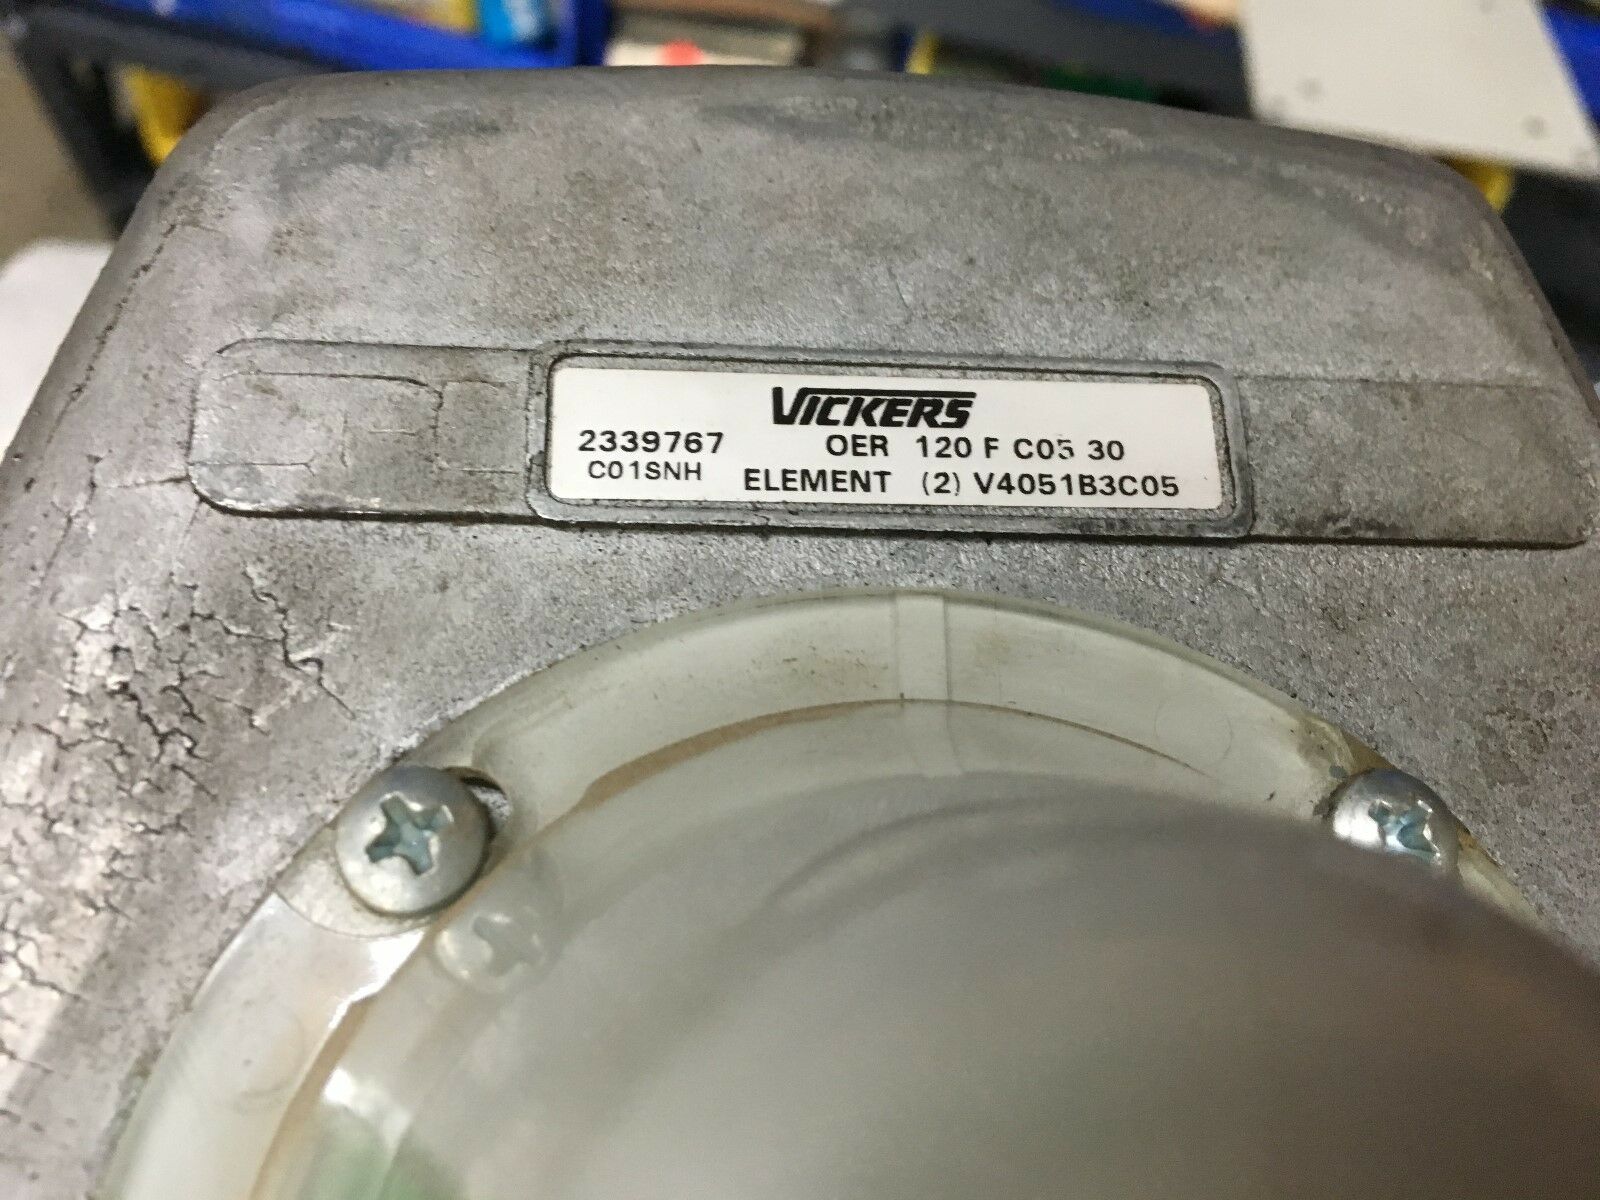 VICKERS
2339767 OER 120 F C05 30
C01SNH ELEMENT (2) V4051B3C05